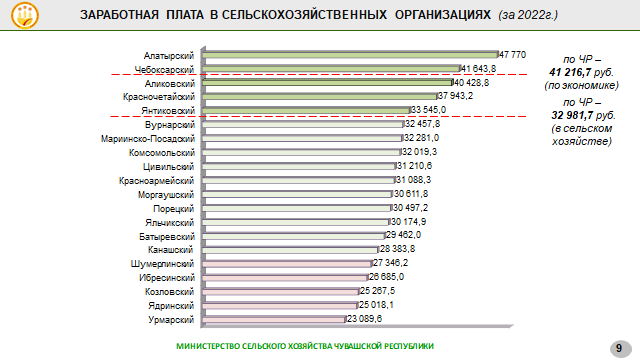 ЗАРАБОТНАЯ ПЛАТА В СЕЛЬСКОХОЗЯЙСТВЕННЫХ ОРГАНИЗАЦИЯХ (за 2022г.)
Алатырский 47 770
Чебоксарский 41 643,8
Аликовский 40 428,8
Красночетайский 37 943,2
Янтиковский 33 545,0
Вурнарский 32 457,8
Мариинско-Посадский 32 281,0
Комсомольский 32 019,3
Цивильский 31 210,6
Красноармейский 31 088,3
Моргаушский 30 611,8
Порецкий 30 497,2
Яльчикский 30 174,9
Батыревский 29 462,0
Канашский 28 383,8
Шумерлинский 27 346,2
Ибресинский 26 685,0
Козловский 25 267,5
Ядринский 25 018,1
Урмарский 23 089,6
по ЧР –
41 216,7 руб.
(по экономике)
по ЧР –
32 981,7 руб.
(в сельском
хозяйстве)
МИНИСТЕРСТВО СЕЛЬСКОГО ХОЗЯЙСТВА ЧУВАШСКОЙ РЕСПУБЛИКИ
9